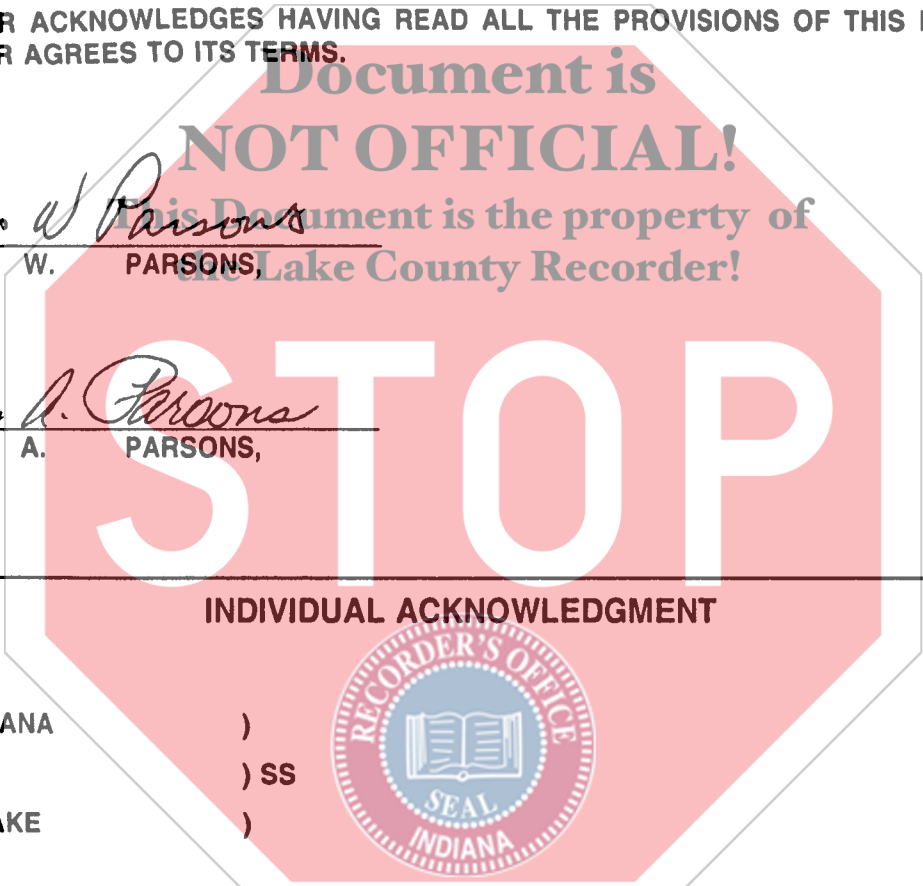 R ACKNOWLEDGES HAVING READ ALL THE PROVISIONS OF THIS
R AGREES TO ITS TERMS.
Document is
NOT OFFICIAL!
This Document is the property of
the Lake County Recorder!
W Parsons
W. PARSONS,
A. Parsons
A. PARSONS,
STOP
INDIVIDUAL ACKNOWLEDGMENT
RECORDER'S OFFICE
SEAL
INDIANA
ANA )
) SS
AKE )